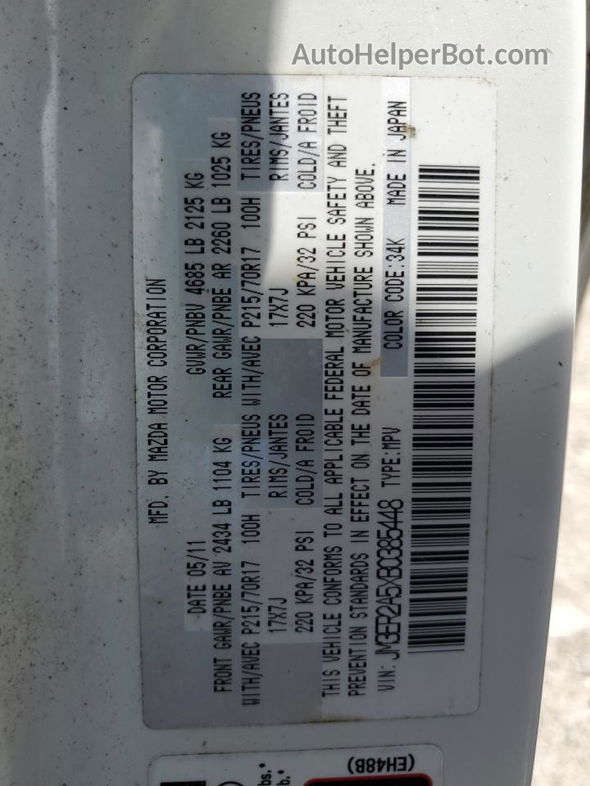 AutoHelperBot.com
MFD. BY MAZDA MOTOR CORPORATION
DATE 05/11 GVWR/PNBV 4685 LB 2125 KG
FRONT GAWR/PNBE AV 2434 LB 1104 KG REAR GAWR/PNBE AR 2260 LB 1025 KG
WITH/AVEC P215/70R17 100H TIRES/PNEUS WITH/AVEC P215/70R17 100H TIRES/PNEUS
17X7J RIMS/JANTES 17X7J RIMS/JANTES
220 KPA/32 PSI COLD/A FROID 220 KPA/32 PSI COLD/A FROID
THIS VEHICLE CONFORMS TO ALL APPLICABLE FEDERAL MOTOR VEHICLE SAFETY AND THEFT
PREVENTION STANDARDS IN EFFECT ON THE DATE OF MANUFACTURE SHOWN ABOVE.
VIN: JM3ER2A5XB0385448 TYPE:MPV COLOR CODE:34K MADE IN JAPAN
(EH48B)